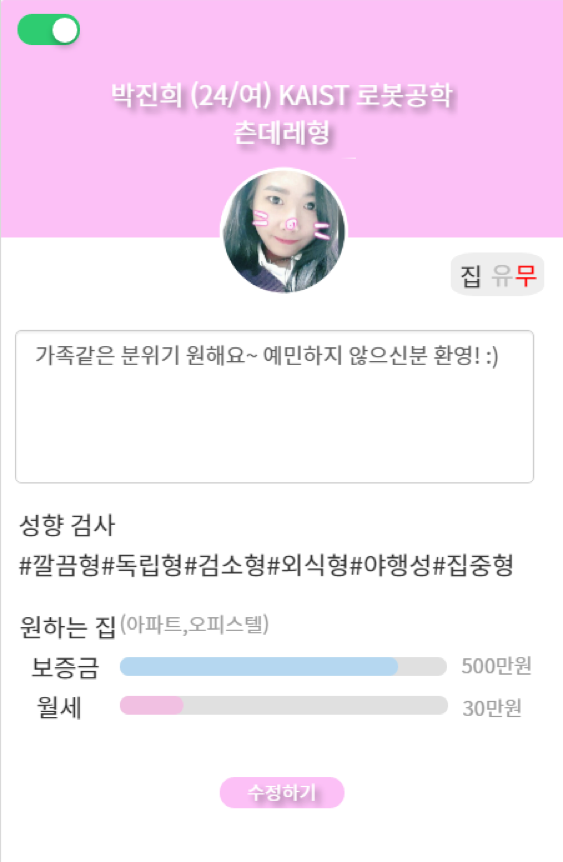 박진희 (24/여) KAIST 로봇공학
츤데레형
집 유무
가족같은 분위기 원해요~ 예민하지 않으신분 환영! :)
성향 검사
#깔끔형#독립형#검소형#외식형#야행성#집중형
원하는 집(아파트,오피스텔)
보증금 500만원
월세 30만원
수정하기